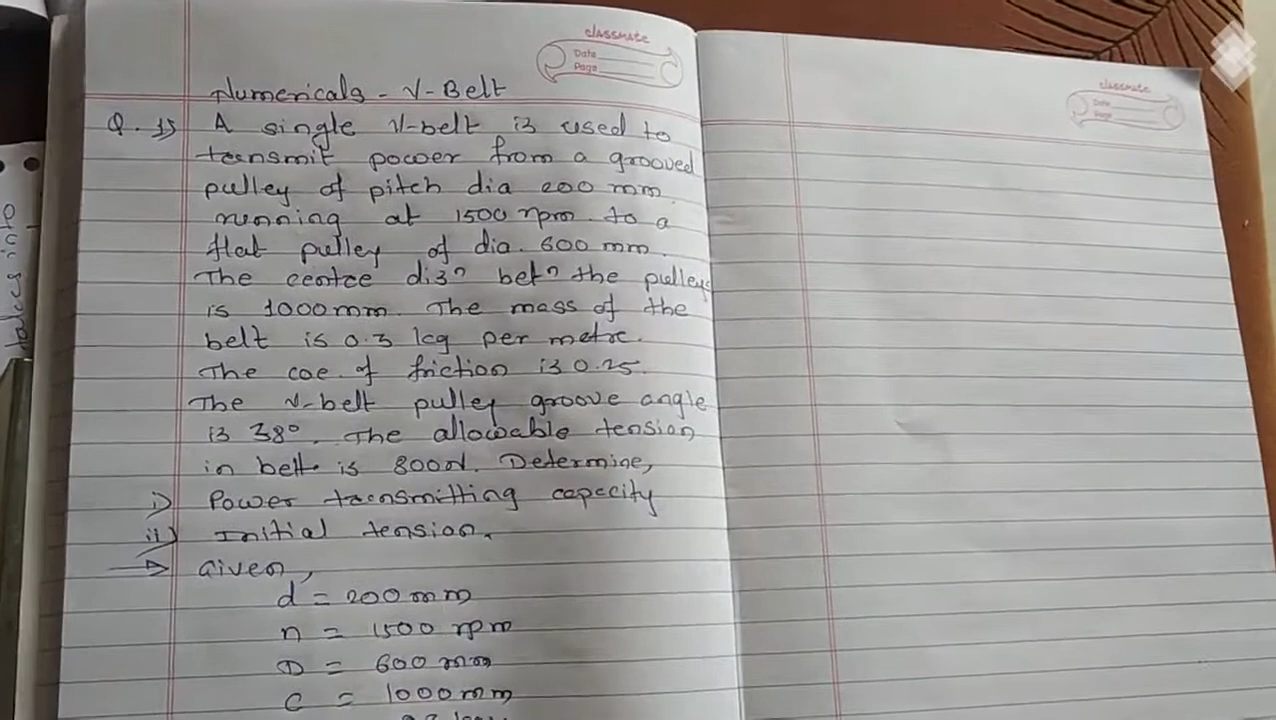 classmate
Date
Page
Numericals - V-Belt
Q. 1) A single V-belt is used to
transmit power from a grooved
pulley of pitch dia 200 mm
running at 1500 rpm. to a
flat pulley of dia. 600 mm.
The centre disn betn the pulleys
is 1000mm. The mass of the
belt is 0.3 kg per metre.
The coe. of friction is 0.25.
The V-belt pulley groove angle
is 38°. The allowable tension
in belt is 800N. Determine,
i) Power transmitting capacity
ii) Initial tension.
→ Given,
d = 200 mm
n = 1500 rpm
D = 600 mm
C = 1000 mm
classmate
Date
Page